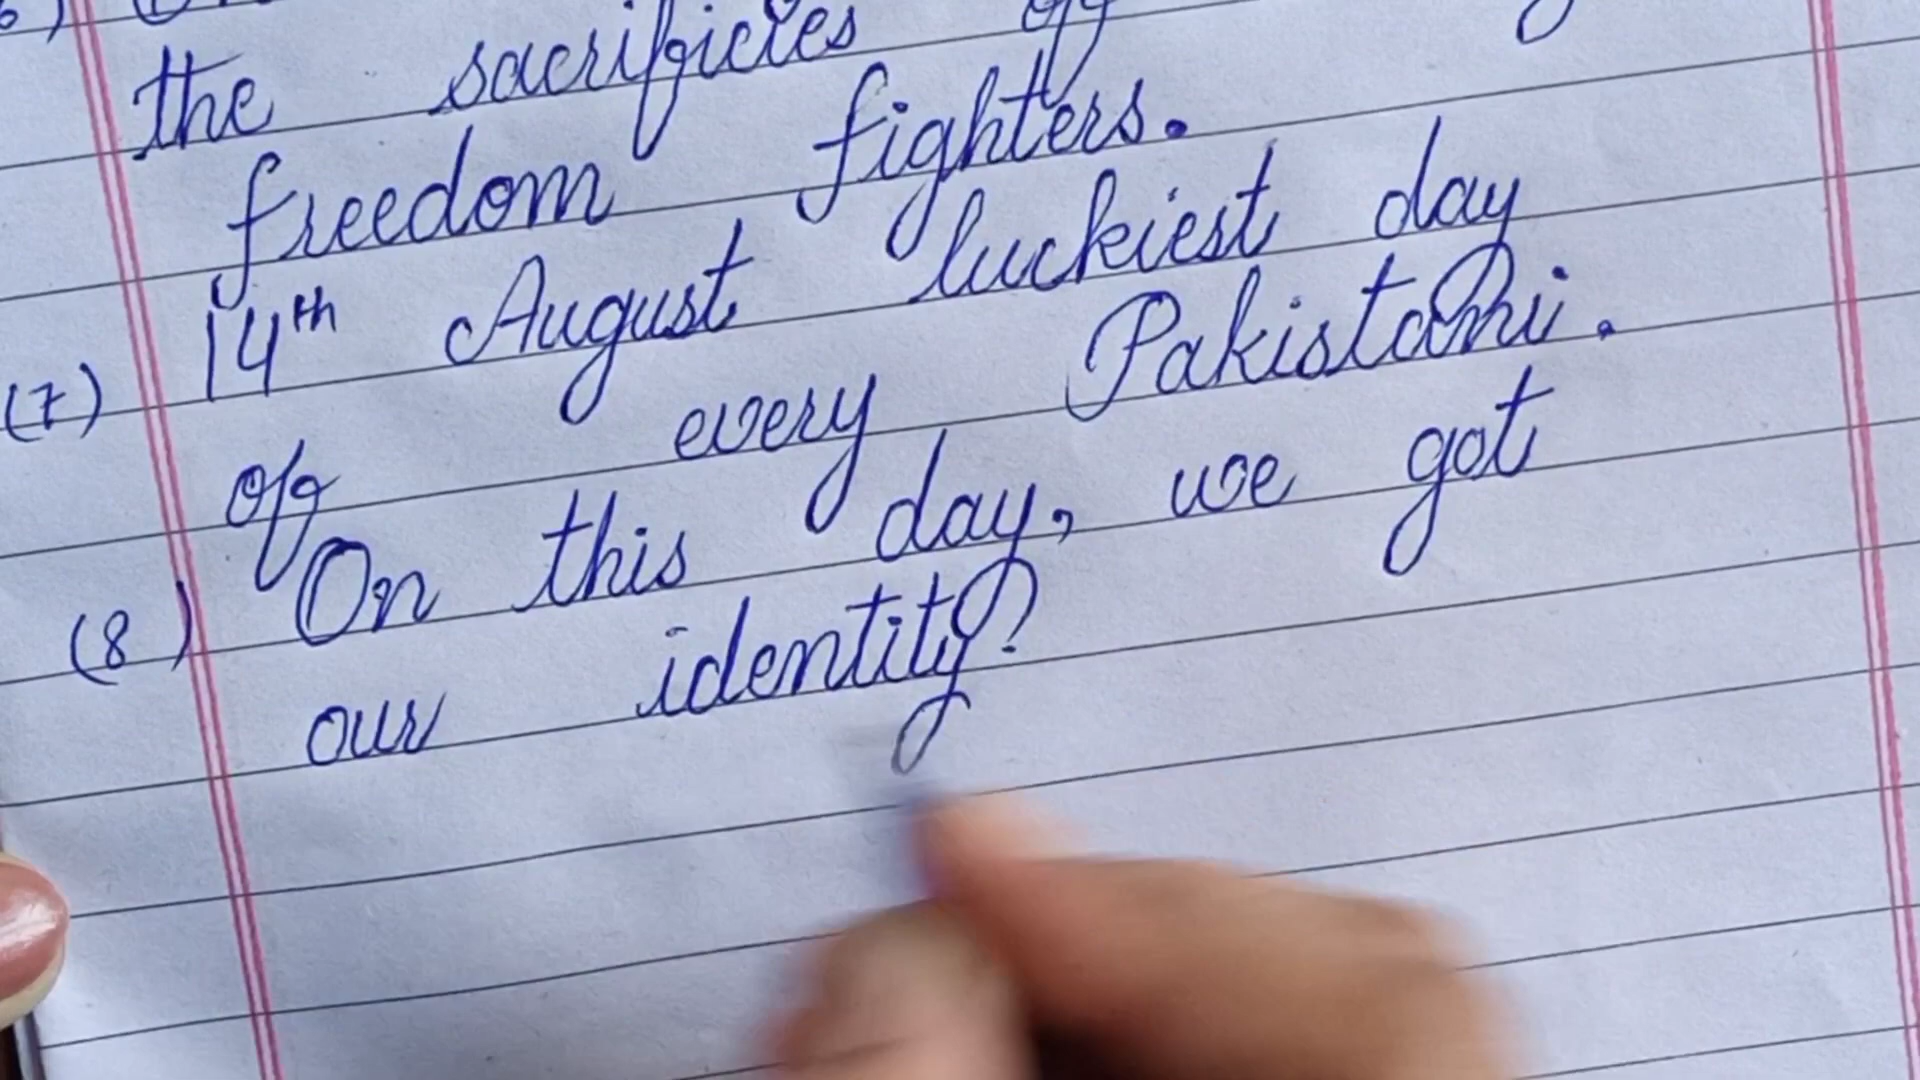 the sacrificies of
freedom fighters.
(7) 14th August luckiest day
of every Pakistani.
(8) On this day, we got
our identity?